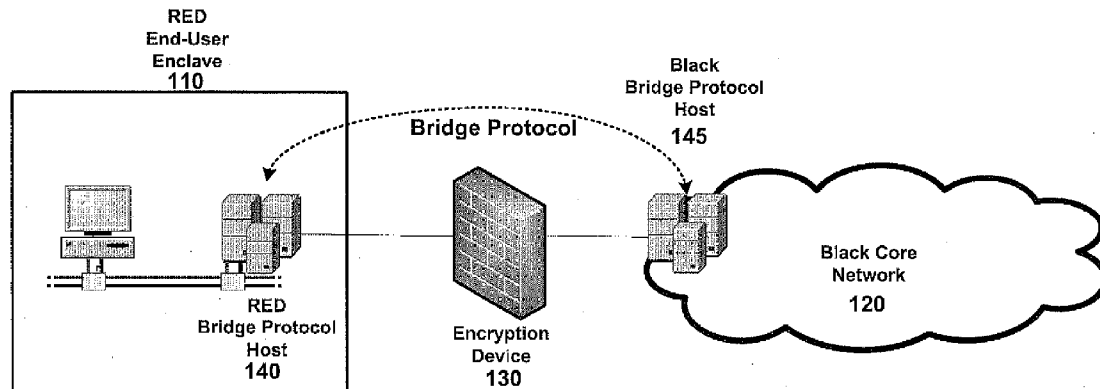 RED
End-User
Enclave
110
Black
Bridge Protocol
Host
145
Bridge Protocol
RED
Bridge Protocol
Host
140
Encryption
Device
130
Black Core
Network
120